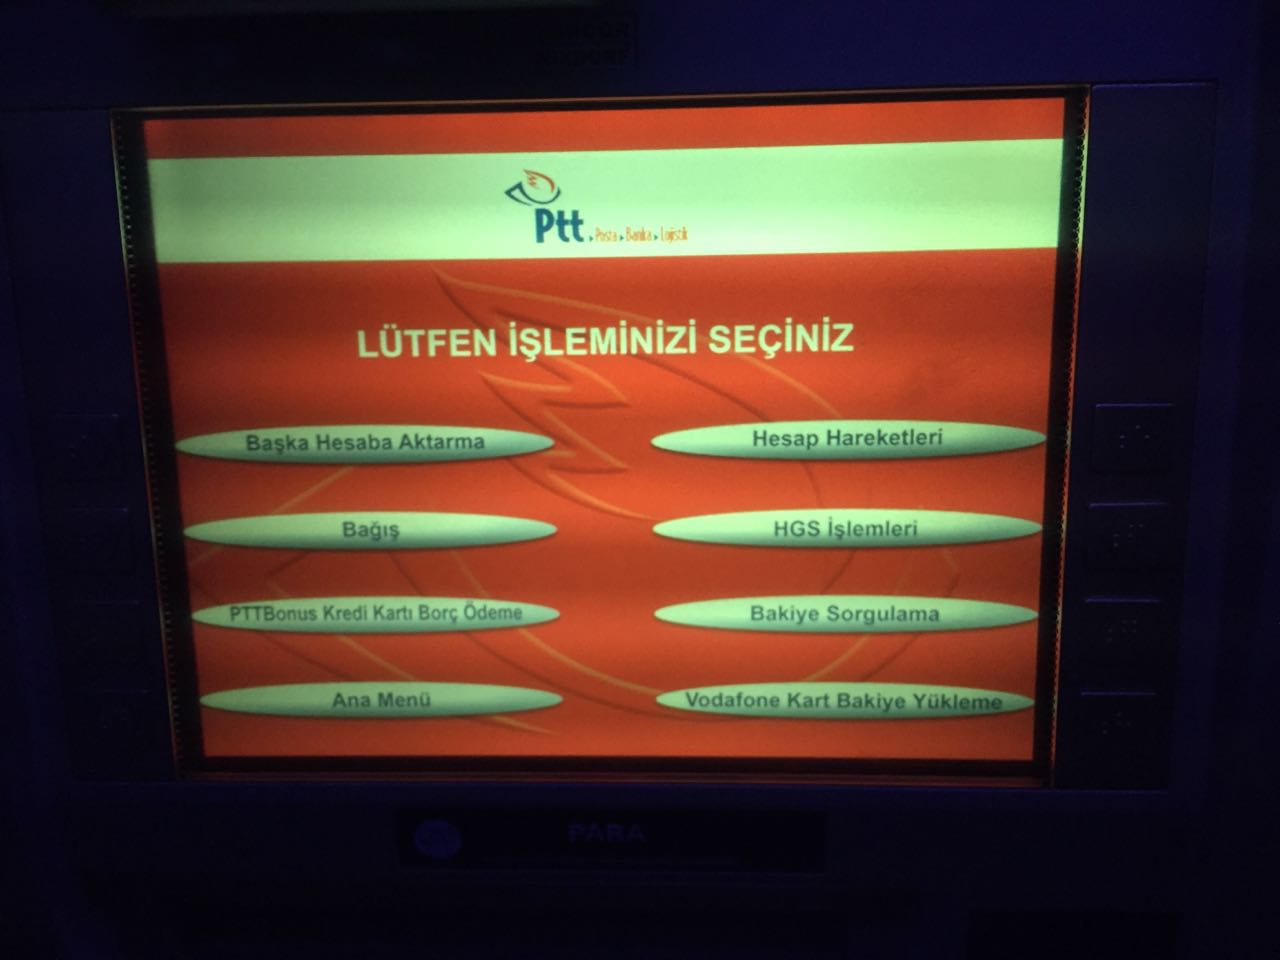 Ptt
Posta Banka Lojistik
LÜTFEN İŞLEMİNİZİ SEÇİNİZ
Başka Hesaba Aktarma
Hesap Hareketleri
Bağış
HGS İşlemleri
PTTBonus Kredi Kartı Borç Ödeme
Bakiye Sorgulama
Ana Menü
Vodafone Kart Bakiye Yükleme
PARA